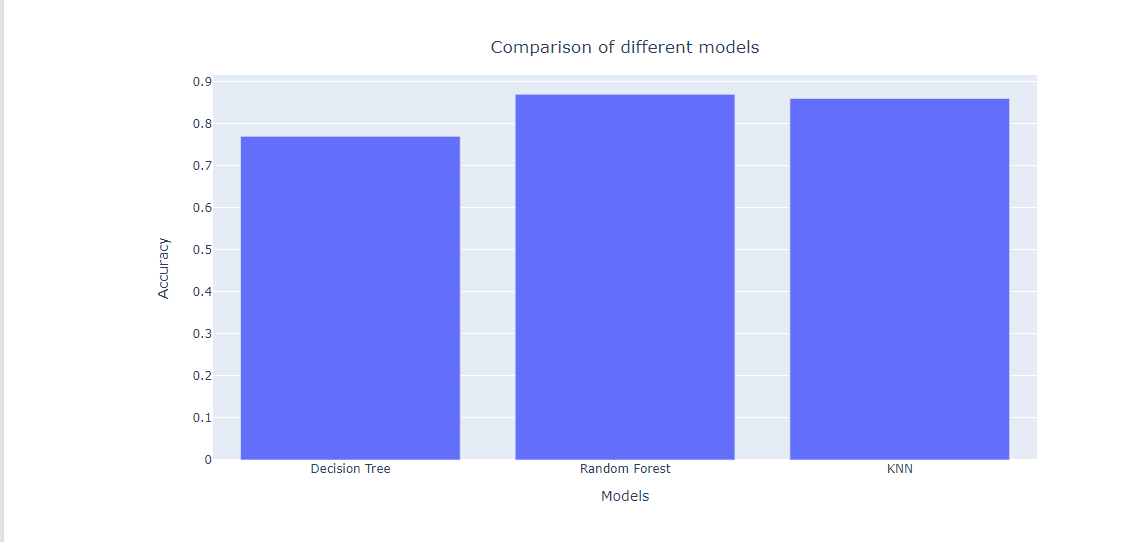 Comparison of different models
0.9
0.8
0.7
0.6
0.5
0.4
0.3
0.2
0.1
0
Accuracy
Decision Tree
Random Forest
KNN
Models